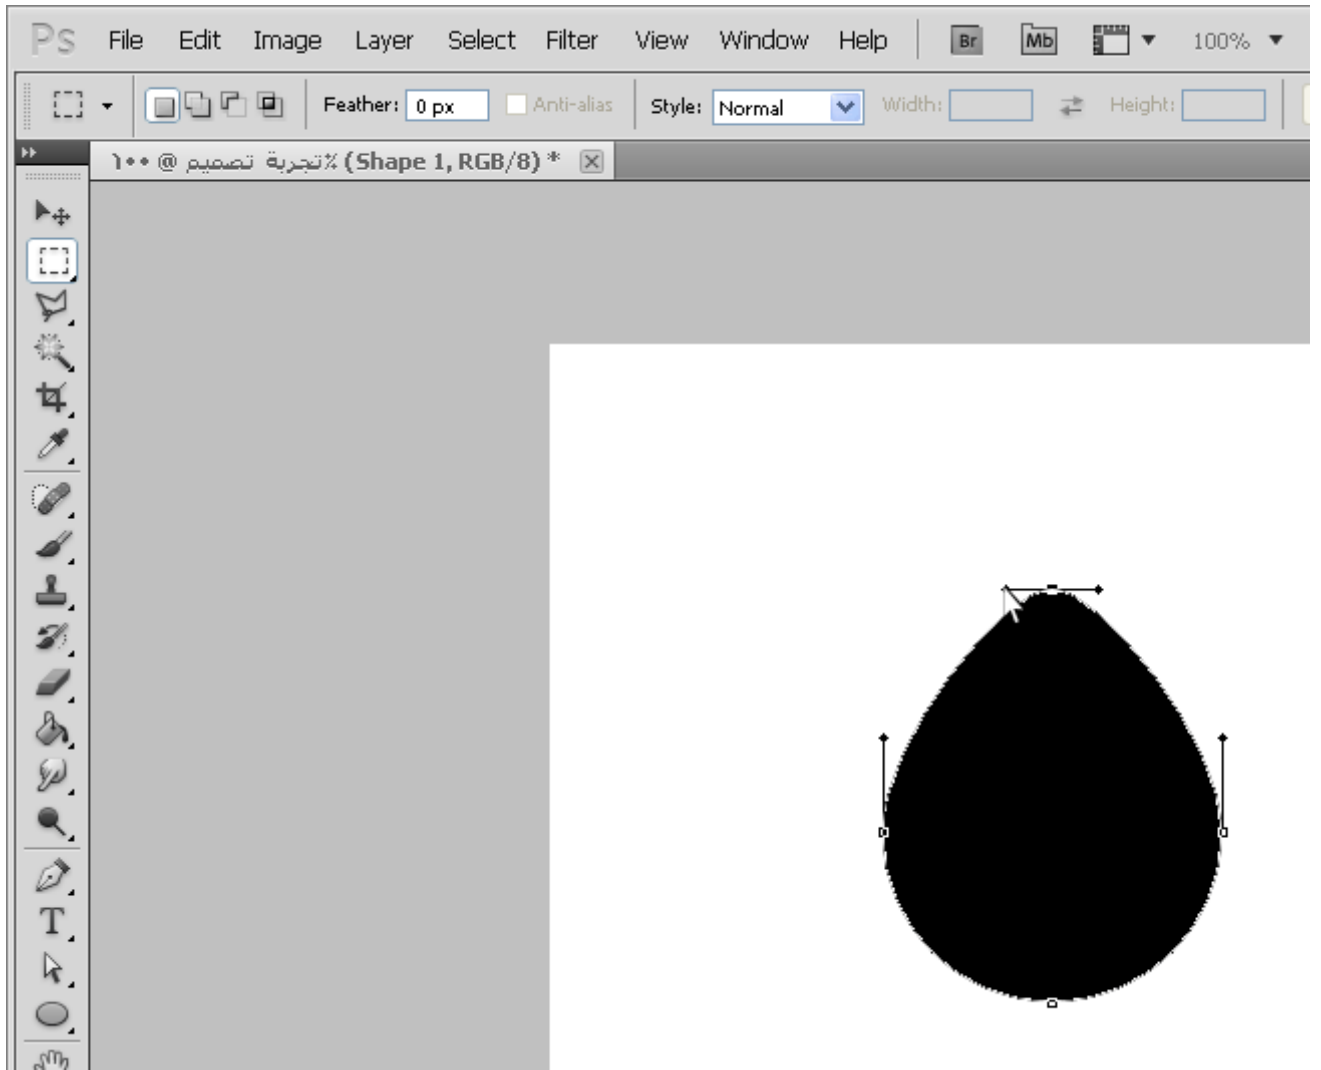 Ps File Edit Image Layer Select Filter View Window Help Br Mb 100%
Feather: 0 px Anti-alias Style: Normal Width: Height:
تجربة تصميم @ ١٠٠% (Shape 1, RGB/8) *
T